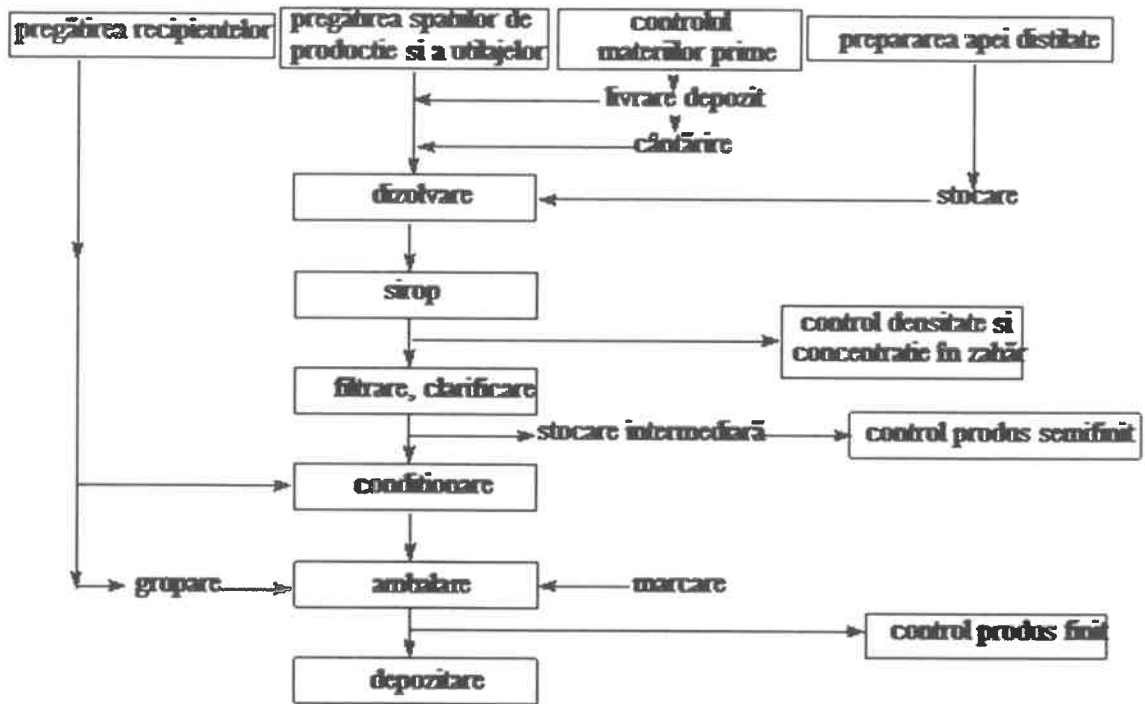 pregătirea recipientelor
pregătirea spațiilor de
productie si a utilajelor
controlul
materiilor prime
prepararea apei distilate
livrare depozit
cântărire
dizolvare
stocare
sirop
control densitate si
concentratie în zahăr
filtrare, clarificare
stocare intermediară
control produs semifinit
conditionare
grupare
ambalare
marcare
control produs finit
depozitare